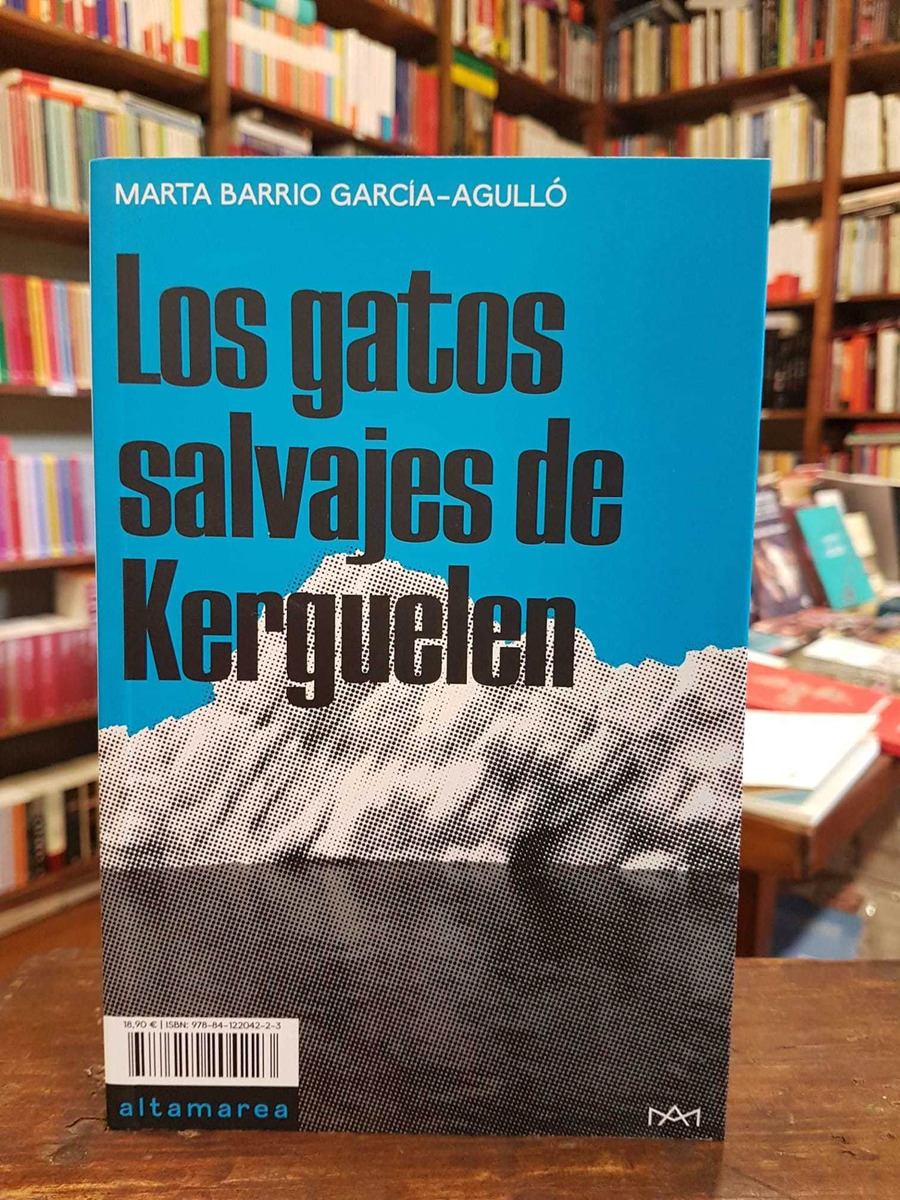 MARTA BARRIO GARCÍA-AGULLÓ
Los gatos
salvajes de
Kerguelen
18,90 € | ISBN: 978-84-122042-2-3
altamarea